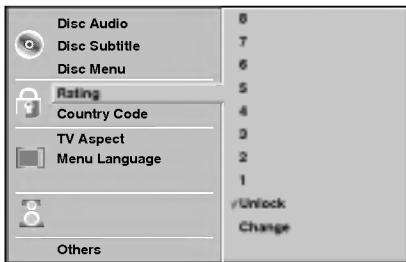 Disc Audio
Disc Subtitle
Disc Menu
Rating
Country Code
TV Aspect
Menu Language
Others
8
7
6
5
4
3
2
1
✓Unlock
Change